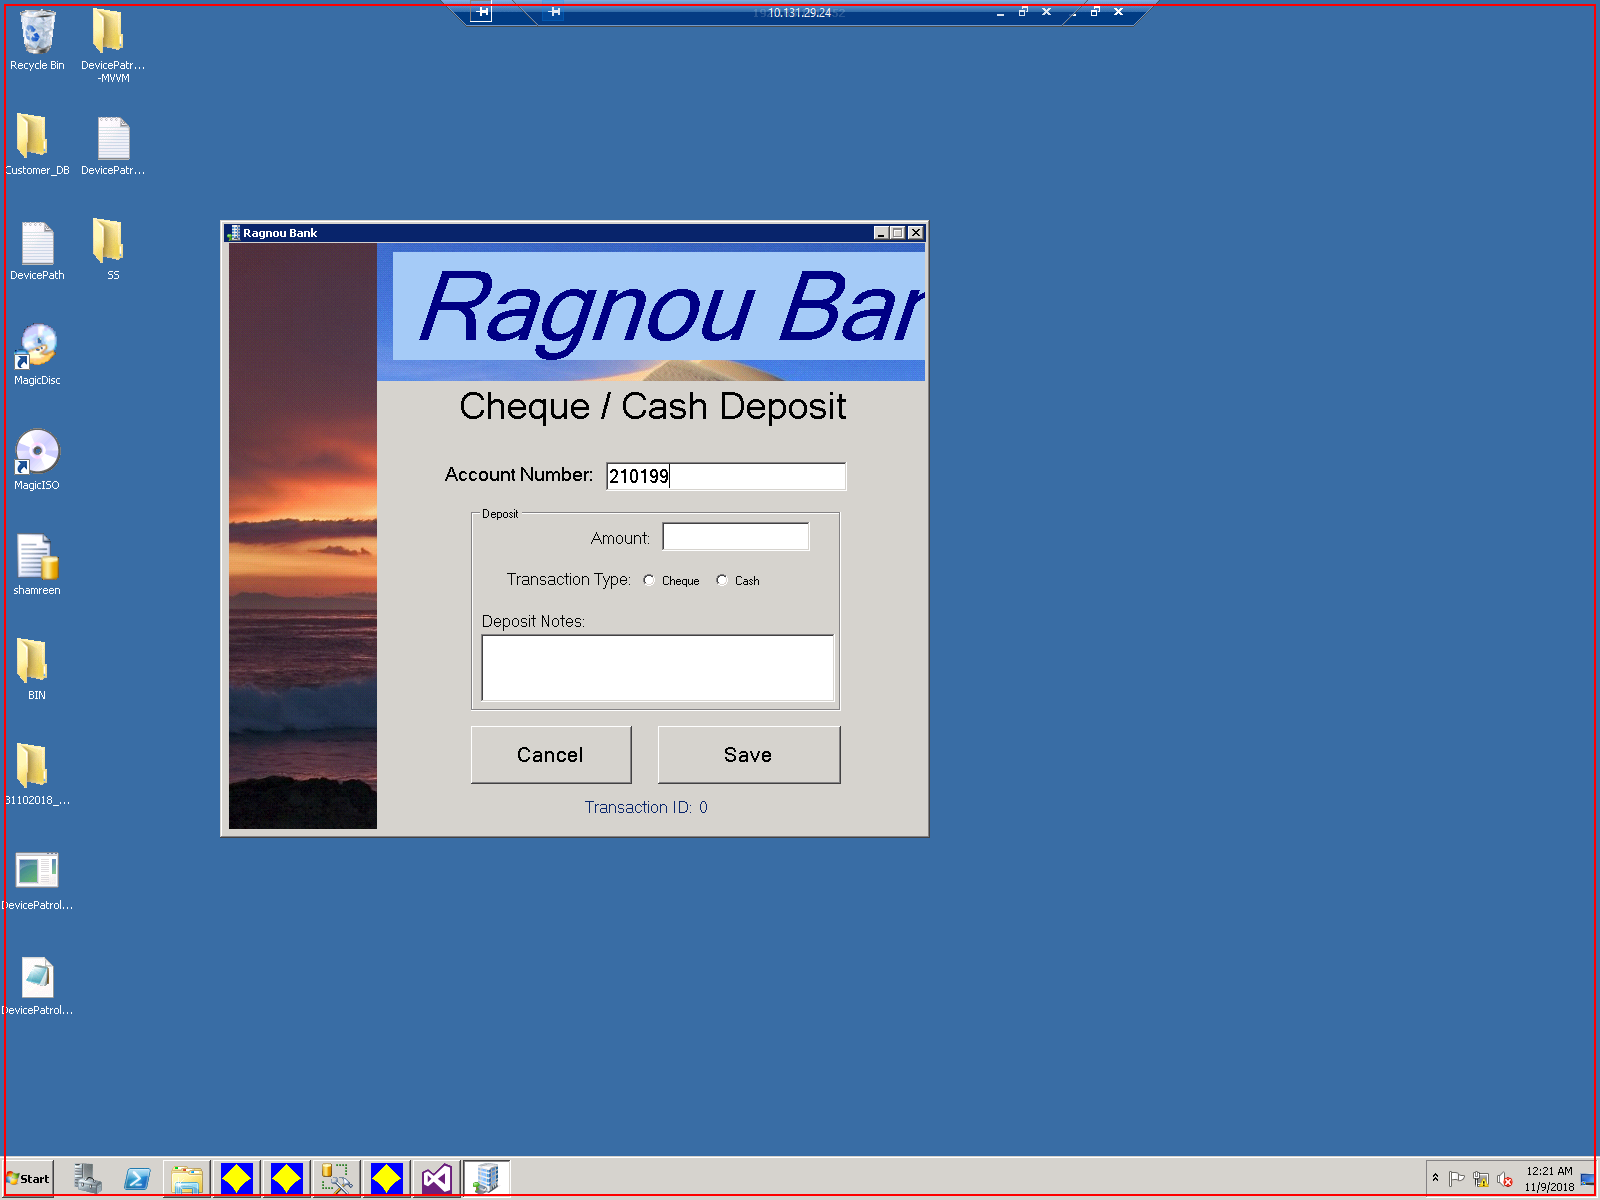 10.131.29.24
Recycle Bin
DevicePatr...
-MVVM
Customer_DB
DevicePatr...
DevicePath
SS
MagicDisc
MagicISO
shamreen
BIN
31102018_...
DevicePatrol...
DevicePatrol...
Ragnou Bank
Ragnou Ban
Cheque / Cash Deposit
Account Number: 210199
Deposit
Amount:
Transaction Type: Cheque Cash
Deposit Notes:
Cancel Save
Transaction ID: 0
Start
12:21 AM
11/9/2018